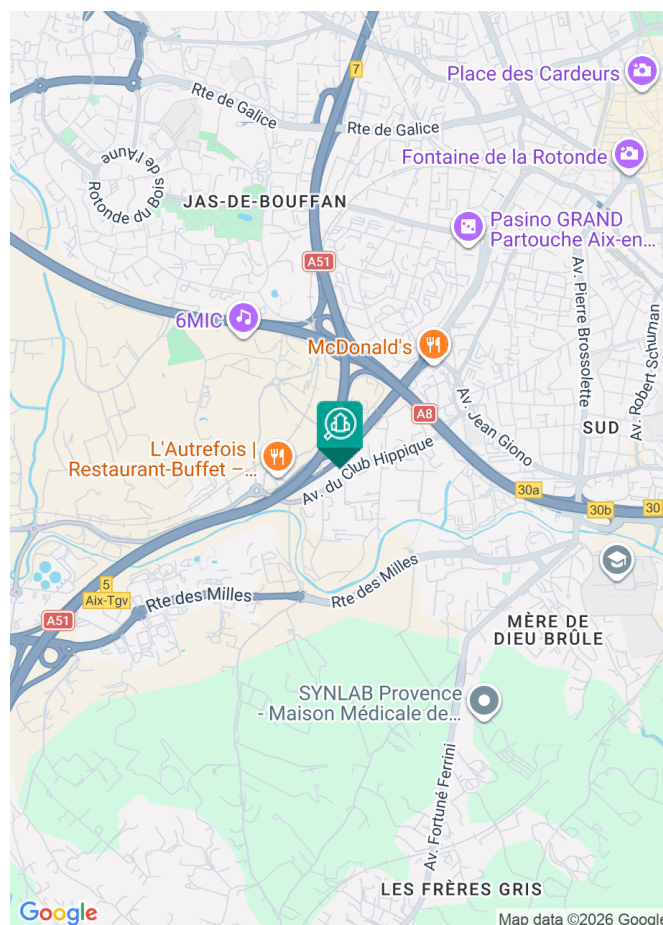 7
Place des Cardeurs
Rte de Galice
Rte de Galice
Fontaine de la Rotonde
Rotonde du Bois de l'Aune
JAS-DE-BOUFFAN
Pasino GRAND
Partouche Aix-en...
A51
Av. Pierre Brossolette
Av. Robert Schuman
6MIC
McDonald's
A8
Av. Jean Giono
SUD
L'Autrefois |
Restaurant-Buffet –...
Av. du Club Hippique
30a
30b
30
Rte des Milles
5
Aix-Tgv
Rte des Milles
A51
MÈRE DE
DIEU BRÛLE
SYNLAB Provence
- Maison Médicale de...
Av. Fortuné Ferrini
LES FRÈRES GRIS
Google
Map data ©2026 Google